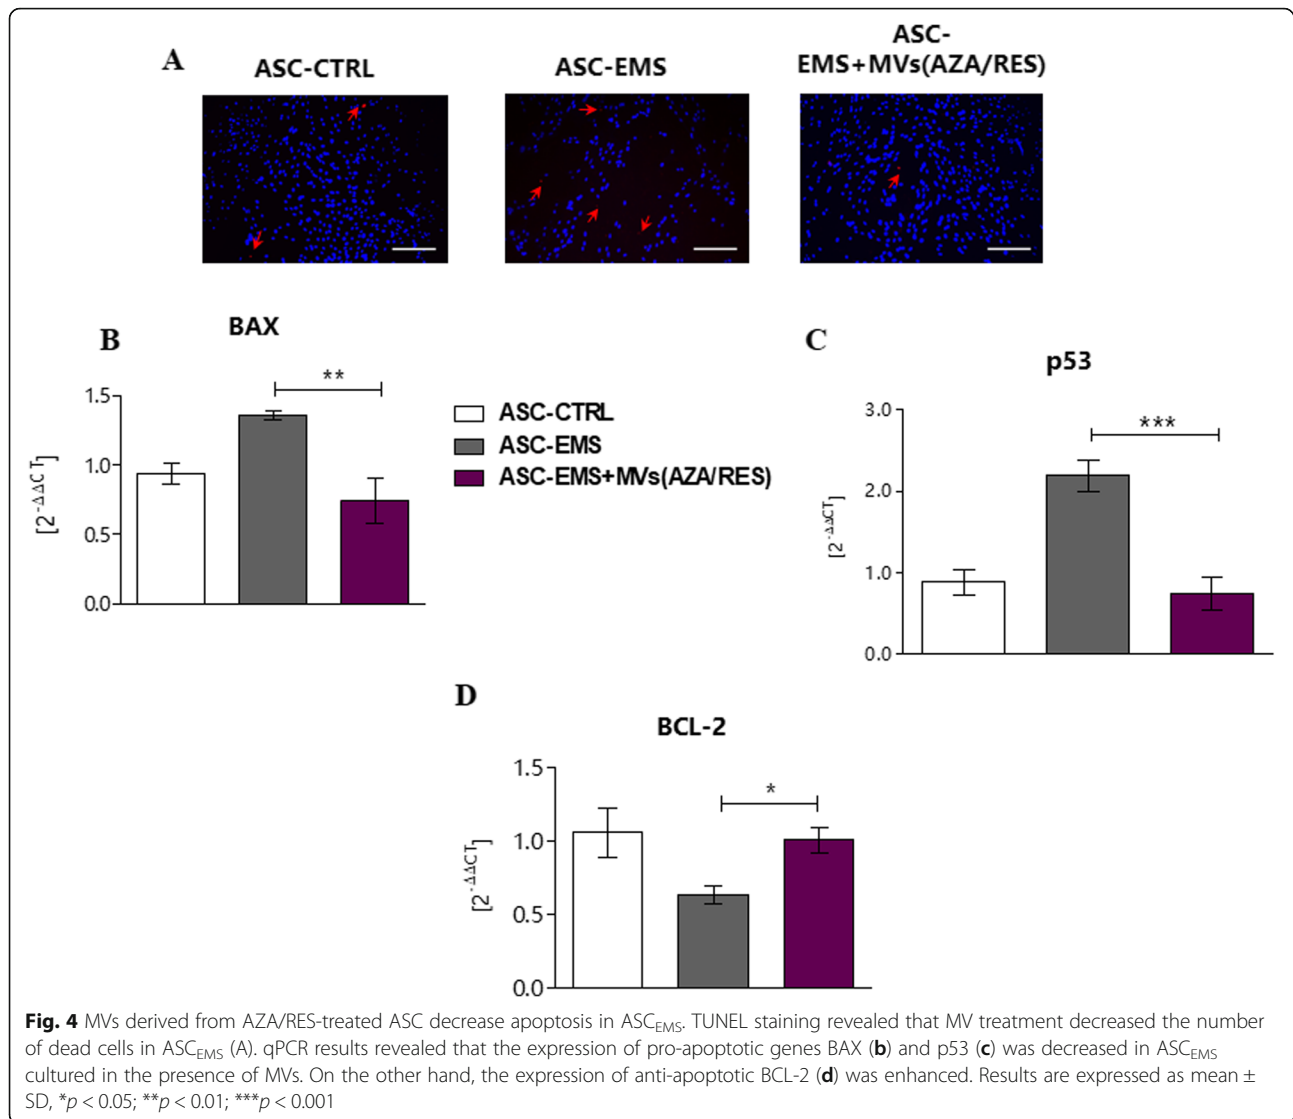 A
ASC-CTRL
ASC-EMS
ASC-
EMS+MVs(AZA/RES)
B
BAX
[2^-ΔΔCT]
1.5
1.0
0.5
0.0
**
ASC-CTRL
ASC-EMS
ASC-EMS+MVs(AZA/RES)
C
p53
[2^-ΔΔCT]
3.0
2.0
1.0
0.0
***
D
BCL-2
[2^-ΔΔCT]
1.5
1.0
0.5
0.0
*
Fig. 4 MVs derived from AZA/RES-treated ASC decrease apoptosis in ASC_EMS. TUNEL staining revealed that MV treatment decreased the number
of dead cells in ASC_EMS (A). qPCR results revealed that the expression of pro-apoptotic genes BAX (b) and p53 (c) was decreased in ASC_EMS
cultured in the presence of MVs. On the other hand, the expression of anti-apoptotic BCL-2 (d) was enhanced. Results are expressed as mean ±
SD, *p < 0.05; **p < 0.01; ***p < 0.001